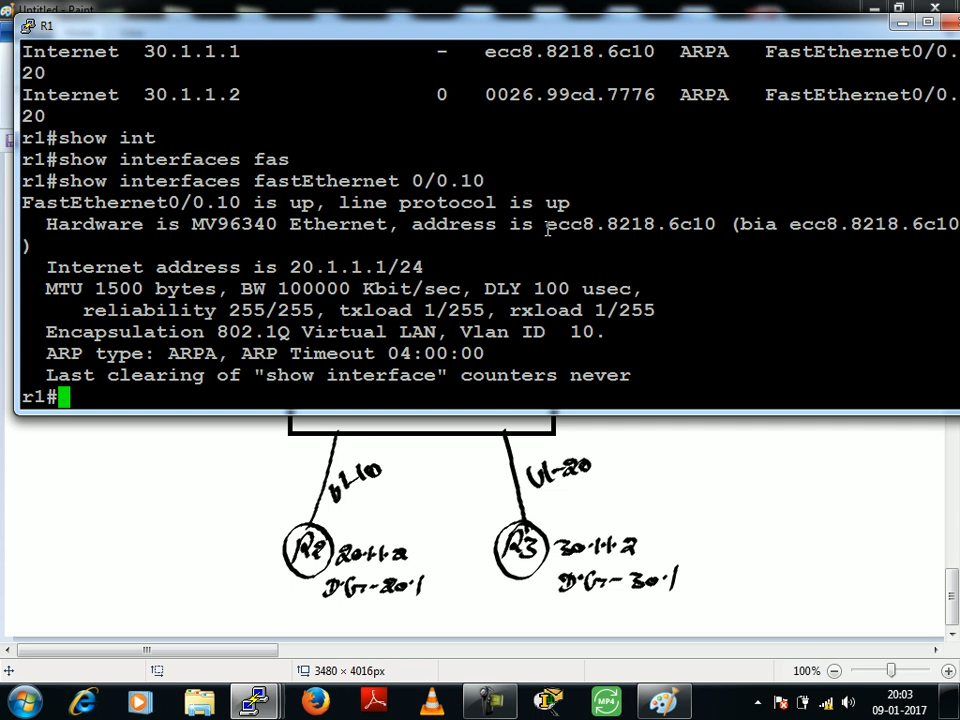 Untitled - Paint
R1
Internet 30.1.1.1 - ecc8.8218.6c10 ARPA FastEthernet0/0.
20
Internet 30.1.1.2 0 0026.99cd.7776 ARPA FastEthernet0/0.
20
r1#show int
r1#show interfaces fas
r1#show interfaces fastEthernet 0/0.10
FastEthernet0/0.10 is up, line protocol is up
Hardware is MV96340 Ethernet, address is ecc8.8218.6c10 (bia ecc8.8218.6c10
)
Internet address is 20.1.1.1/24
MTU 1500 bytes, BW 100000 Kbit/sec, DLY 100 usec,
reliability 255/255, txload 1/255, rxload 1/255
Encapsulation 802.1Q Virtual LAN, Vlan ID 10.
ARP type: ARPA, ARP Timeout 04:00:00
Last clearing of "show interface" counters never
r1#
R2
R3
30.1.1.2
DG-20.1
DG-30.1
3480 × 4016px
100%
MP4
20:03
09-01-2017